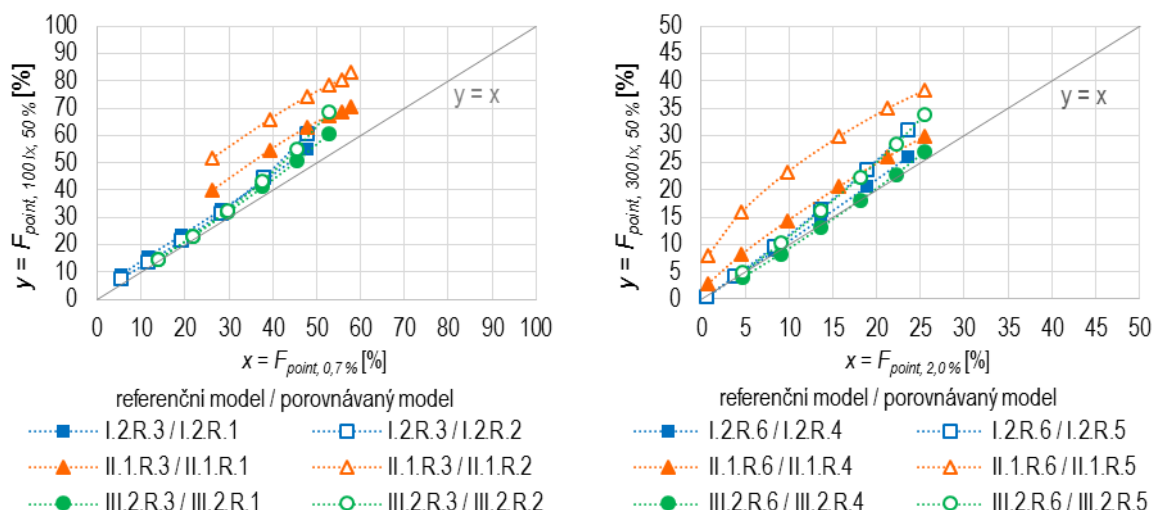 y = F point, 100 lx, 50 % [%]
100
90
80
70
60
50
40
30
20
10
0
y = x
0 10 20 30 40 50 60 70 80 90 100
x = F point, 0,7 % [%]
referenční model / porovnávaný model
I.2.R.3 / I.2.R.1 I.2.R.3 / I.2.R.2
II.1.R.3 / II.1.R.1 II.1.R.3 / II.1.R.2
III.2.R.3 / III.2.R.1 III.2.R.3 / III.2.R.2
y = F point, 300 lx, 50 % [%]
50
45
40
35
30
25
20
15
10
5
0
y = x
0 5 10 15 20 25 30 35 40 45 50
x = F point, 2,0 % [%]
referenční model / porovnávaný model
I.2.R.6 / I.2.R.4 I.2.R.6 / I.2.R.5
II.1.R.6 / II.1.R.4 II.1.R.6 / II.1.R.5
III.2.R.6 / III.2.R.4 III.2.R.6 / III.2.R.5